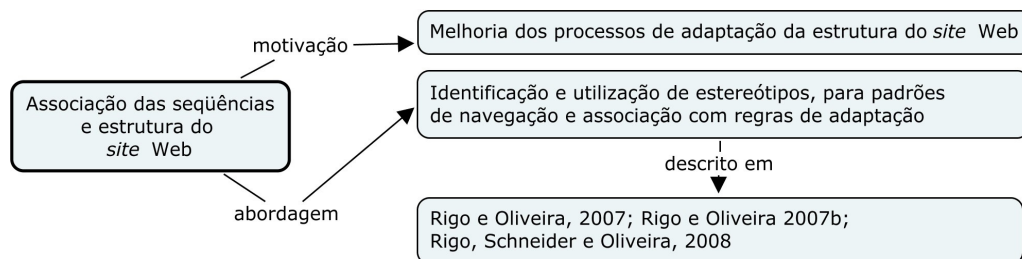 motivação
Melhoria dos processos de adaptação da estrutura do site Web
Associação das seqüências
e estrutura do
site Web
Identificação e utilização de estereótipos, para padrões
de navegação e associação com regras de adaptação
descrito em
abordagem
Rigo e Oliveira, 2007; Rigo e Oliveira 2007b;
Rigo, Schneider e Oliveira, 2008